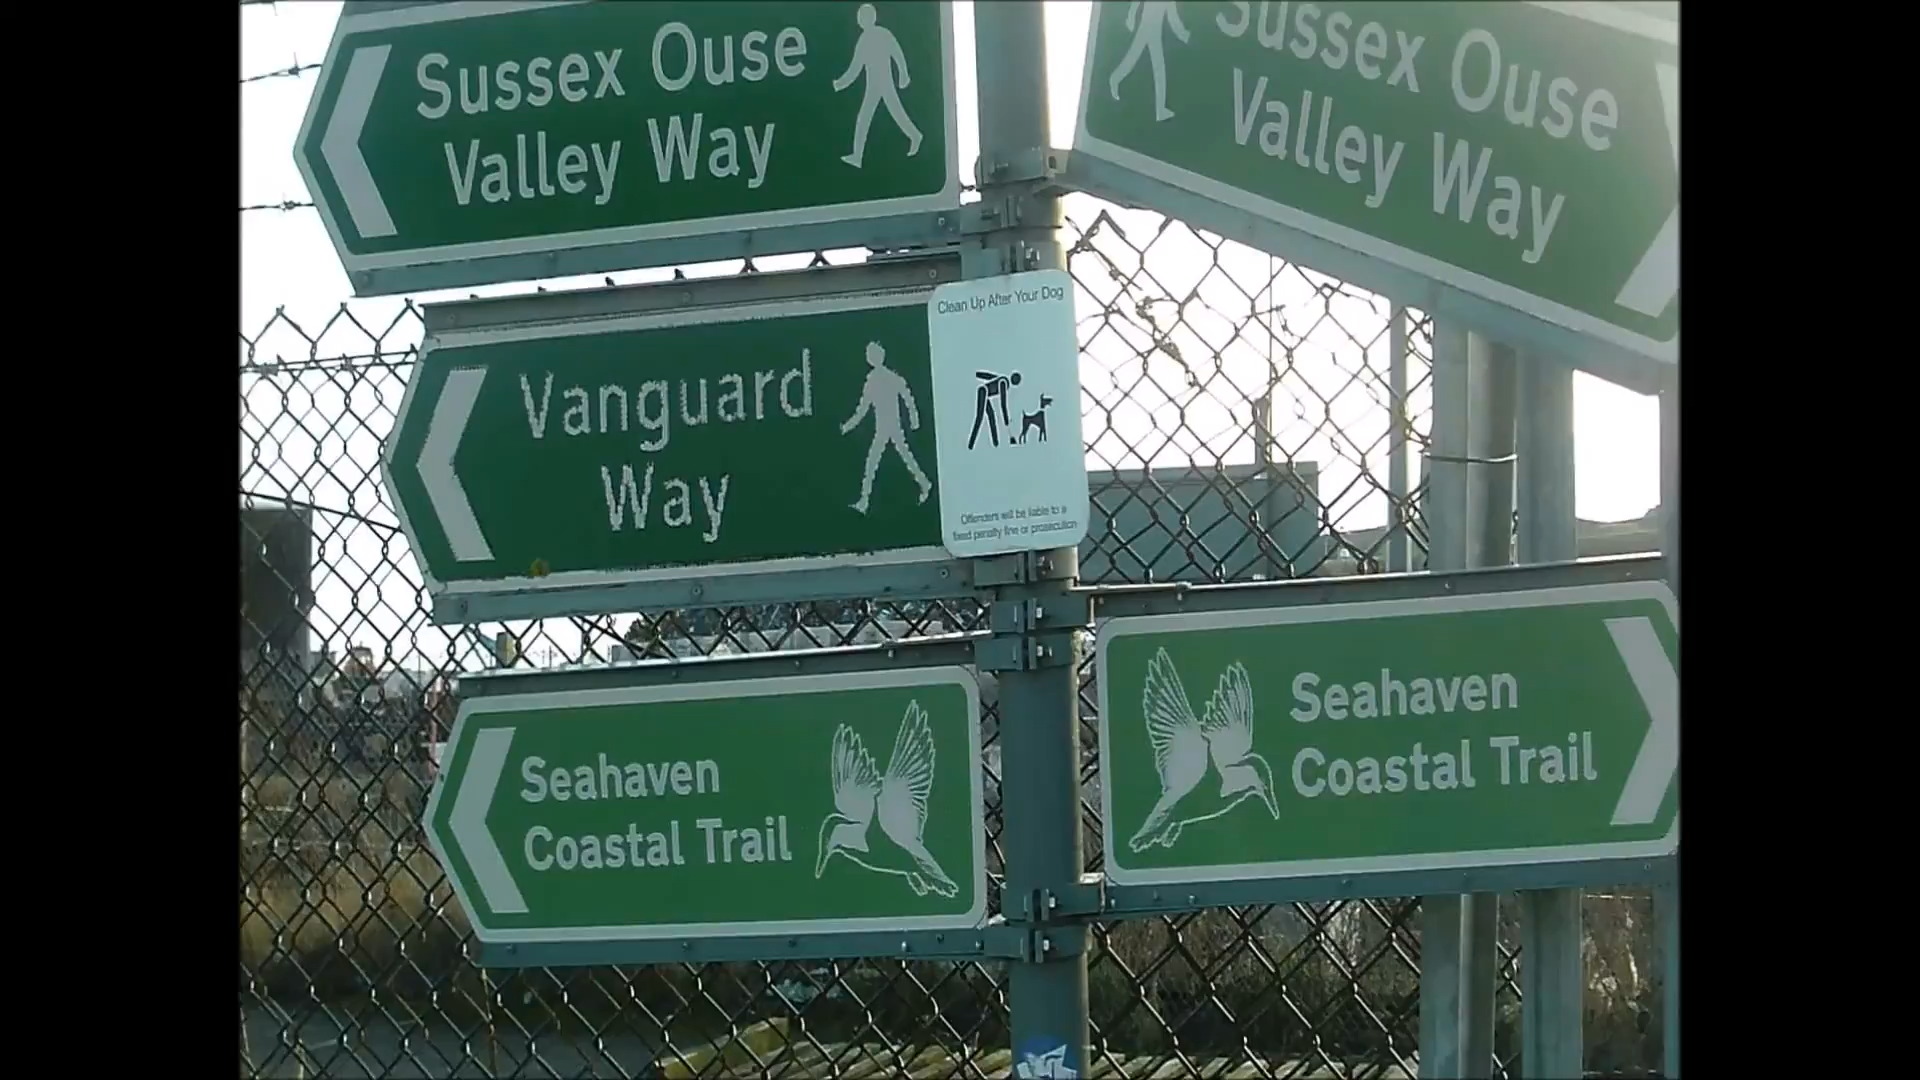 Sussex Ouse
Valley Way
Sussex Ouse
Valley Way
Vanguard
Way
Clean Up After Your Dog
Offenders will be liable to a
fixed penalty fine or prosecution
Seahaven
Coastal Trail
Seahaven
Coastal Trail